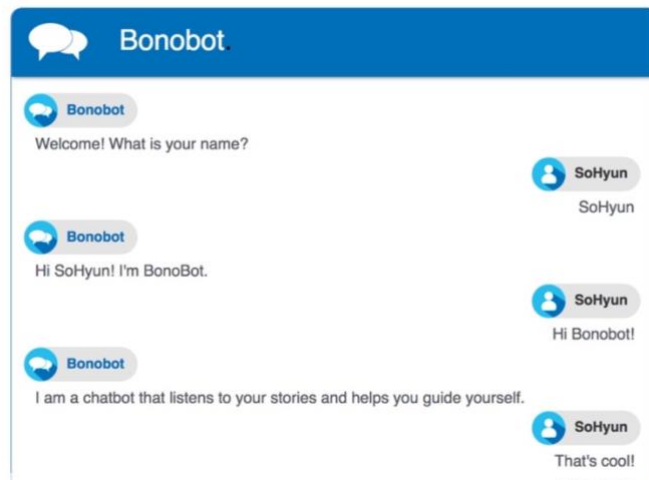 Bonobot.
Bonobot
Welcome! What is your name?
SoHyun
SoHyun
Bonobot
Hi SoHyun! I'm BonoBot.
SoHyun
Hi Bonobot!
Bonobot
I am a chatbot that listens to your stories and helps you guide yourself.
SoHyun
That's cool!